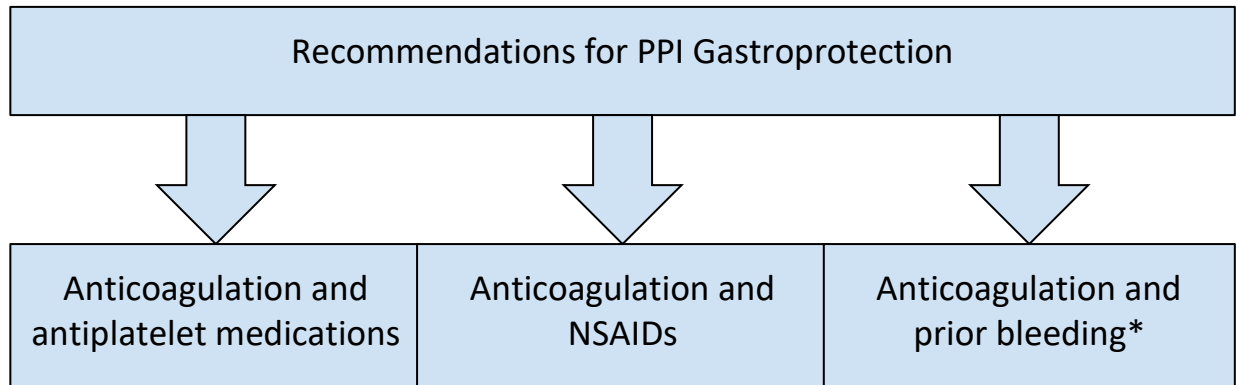 Recommendations for PPI Gastroprotection
Anticoagulation and
antiplatelet medications
Anticoagulation and
NSAIDs
Anticoagulation and
prior bleeding*